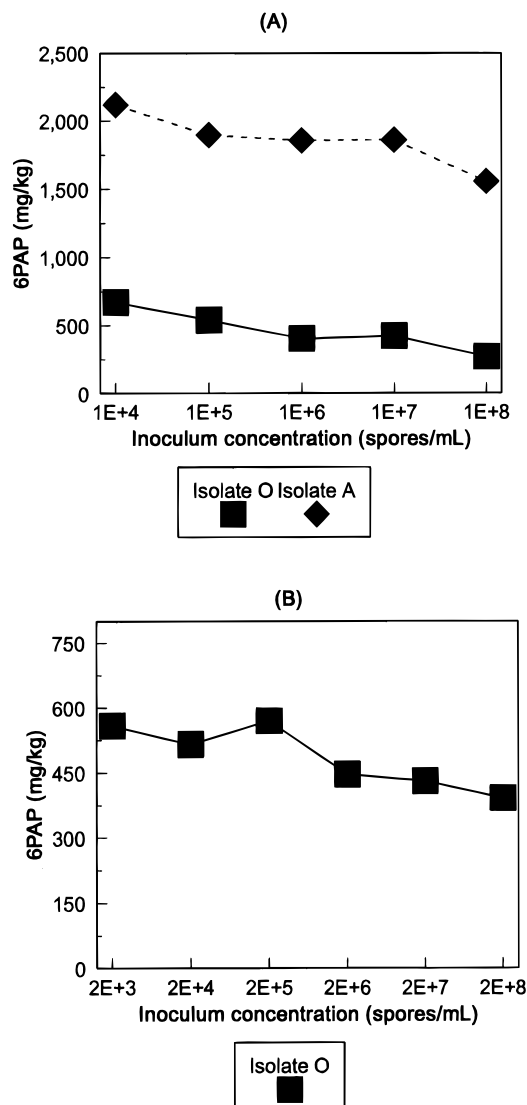 (A)
2,500
2,000
1,500
1,000
500
0
6PAP (mg/kg)
1E+4 1E+5 1E+6 1E+7 1E+8
Inoculum concentration (spores/mL)
Isolate O Isolate A
(B)
750
600
450
300
150
0
6PAP (mg/kg)
2E+3 2E+4 2E+5 2E+6 2E+7 2E+8
Inoculum concentration (spores/mL)
Isolate O